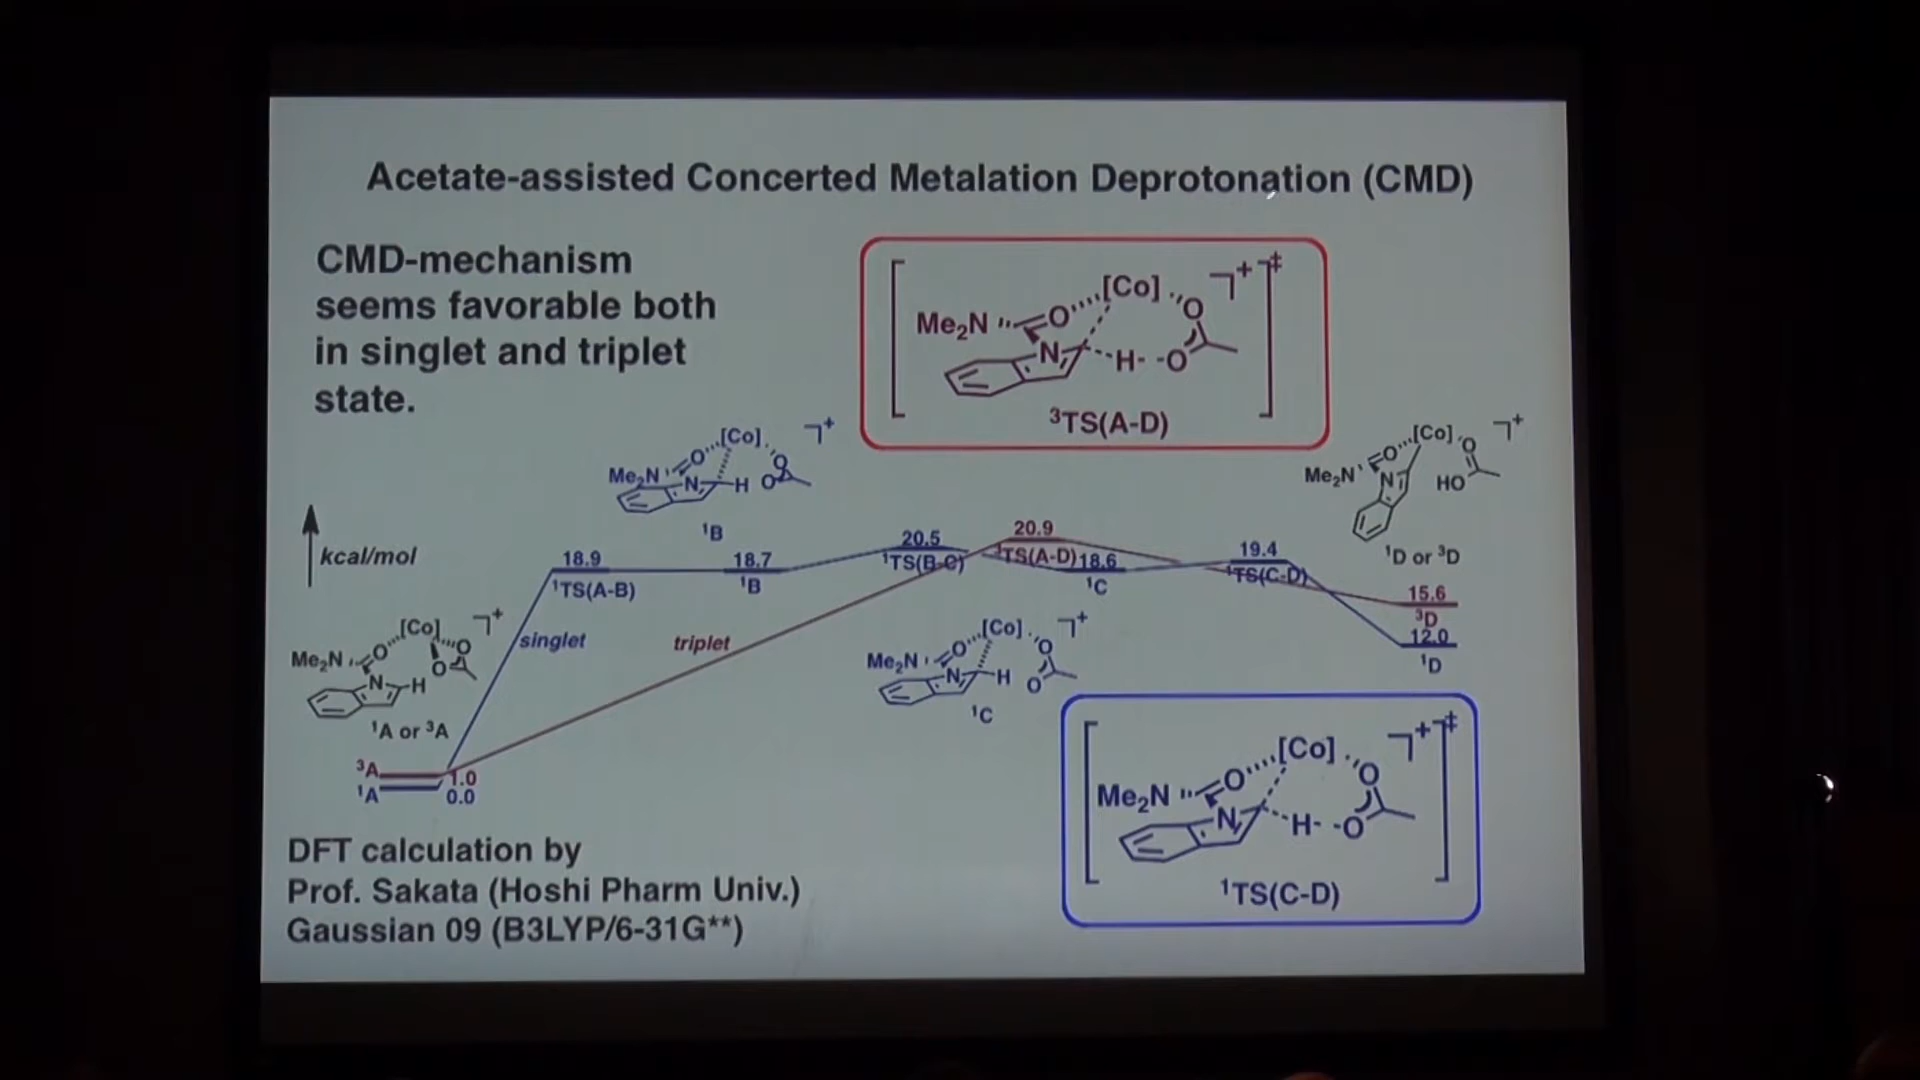 Acetate-assisted Concerted Metalation Deprotonation (CMD)
CMD-mechanism
seems favorable both
in singlet and triplet
state.
[Co] ⁺ ‡
Me₂N O O
N H O
³TS(A-D)
[Co] ⁺
Me₂N O O
N H O
¹B
[Co] ⁺
Me₂N O O
N HO
¹D or ³D
kcal/mol
18.9
¹TS(A-B)
18.7
¹B
20.5
¹TS(B-C)
20.9
³TS(A-D)
18.6
¹C
19.4
¹TS(C-D)
15.6
³D
12.0
¹D
singlet
triplet
[Co] ⁺
Me₂N O O
O
N H
¹A or ³A
³A 1.0
¹A 0.0
[Co] ⁺
Me₂N O O
N H O
¹C
[Co] ⁺ ‡
Me₂N O O
N H O
¹TS(C-D)
DFT calculation by
Prof. Sakata (Hoshi Pharm Univ.)
Gaussian 09 (B3LYP/6-31G**)